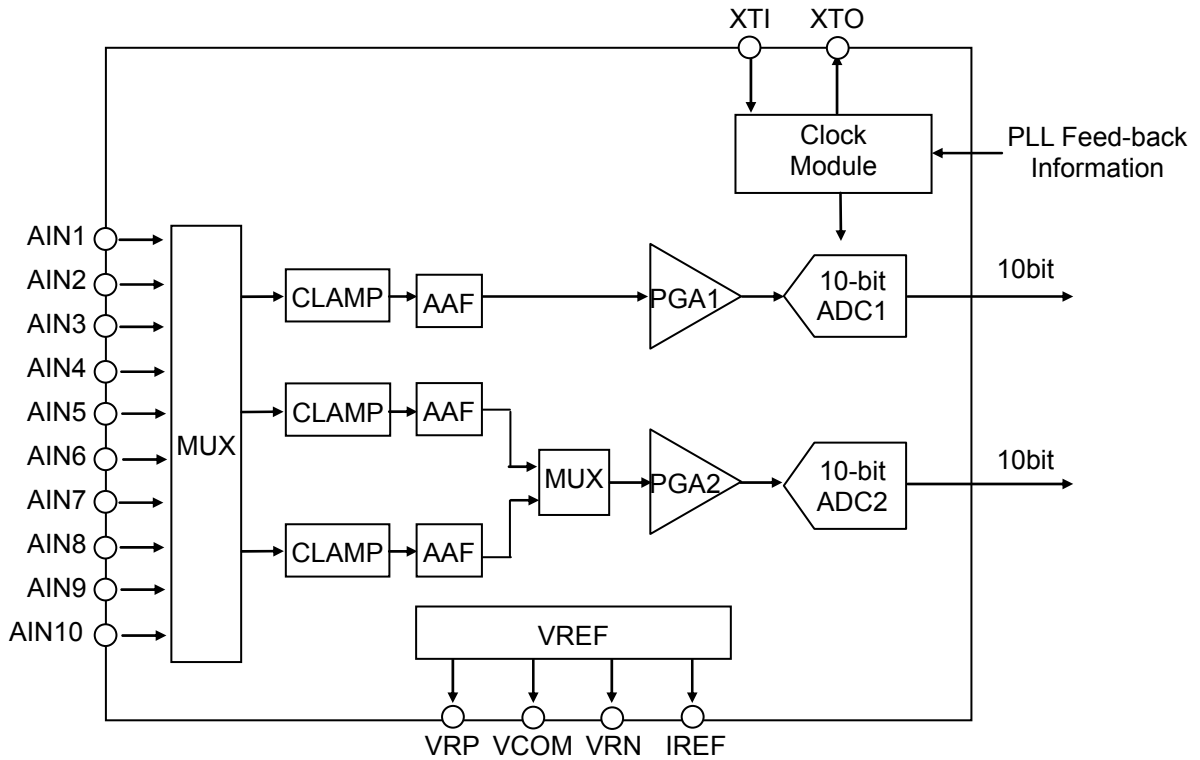 XTI
XTO
Clock
Module
PLL Feed-back
Information
AIN1
AIN2
AIN3
AIN4
AIN5
AIN6
AIN7
AIN8
AIN9
AIN10
MUX
CLAMP
AAF
PGA1
10-bit
ADC1
10bit
CLAMP
AAF
MUX
PGA2
10-bit
ADC2
10bit
CLAMP
AAF
VREF
VRP
VCOM
VRN
IREF